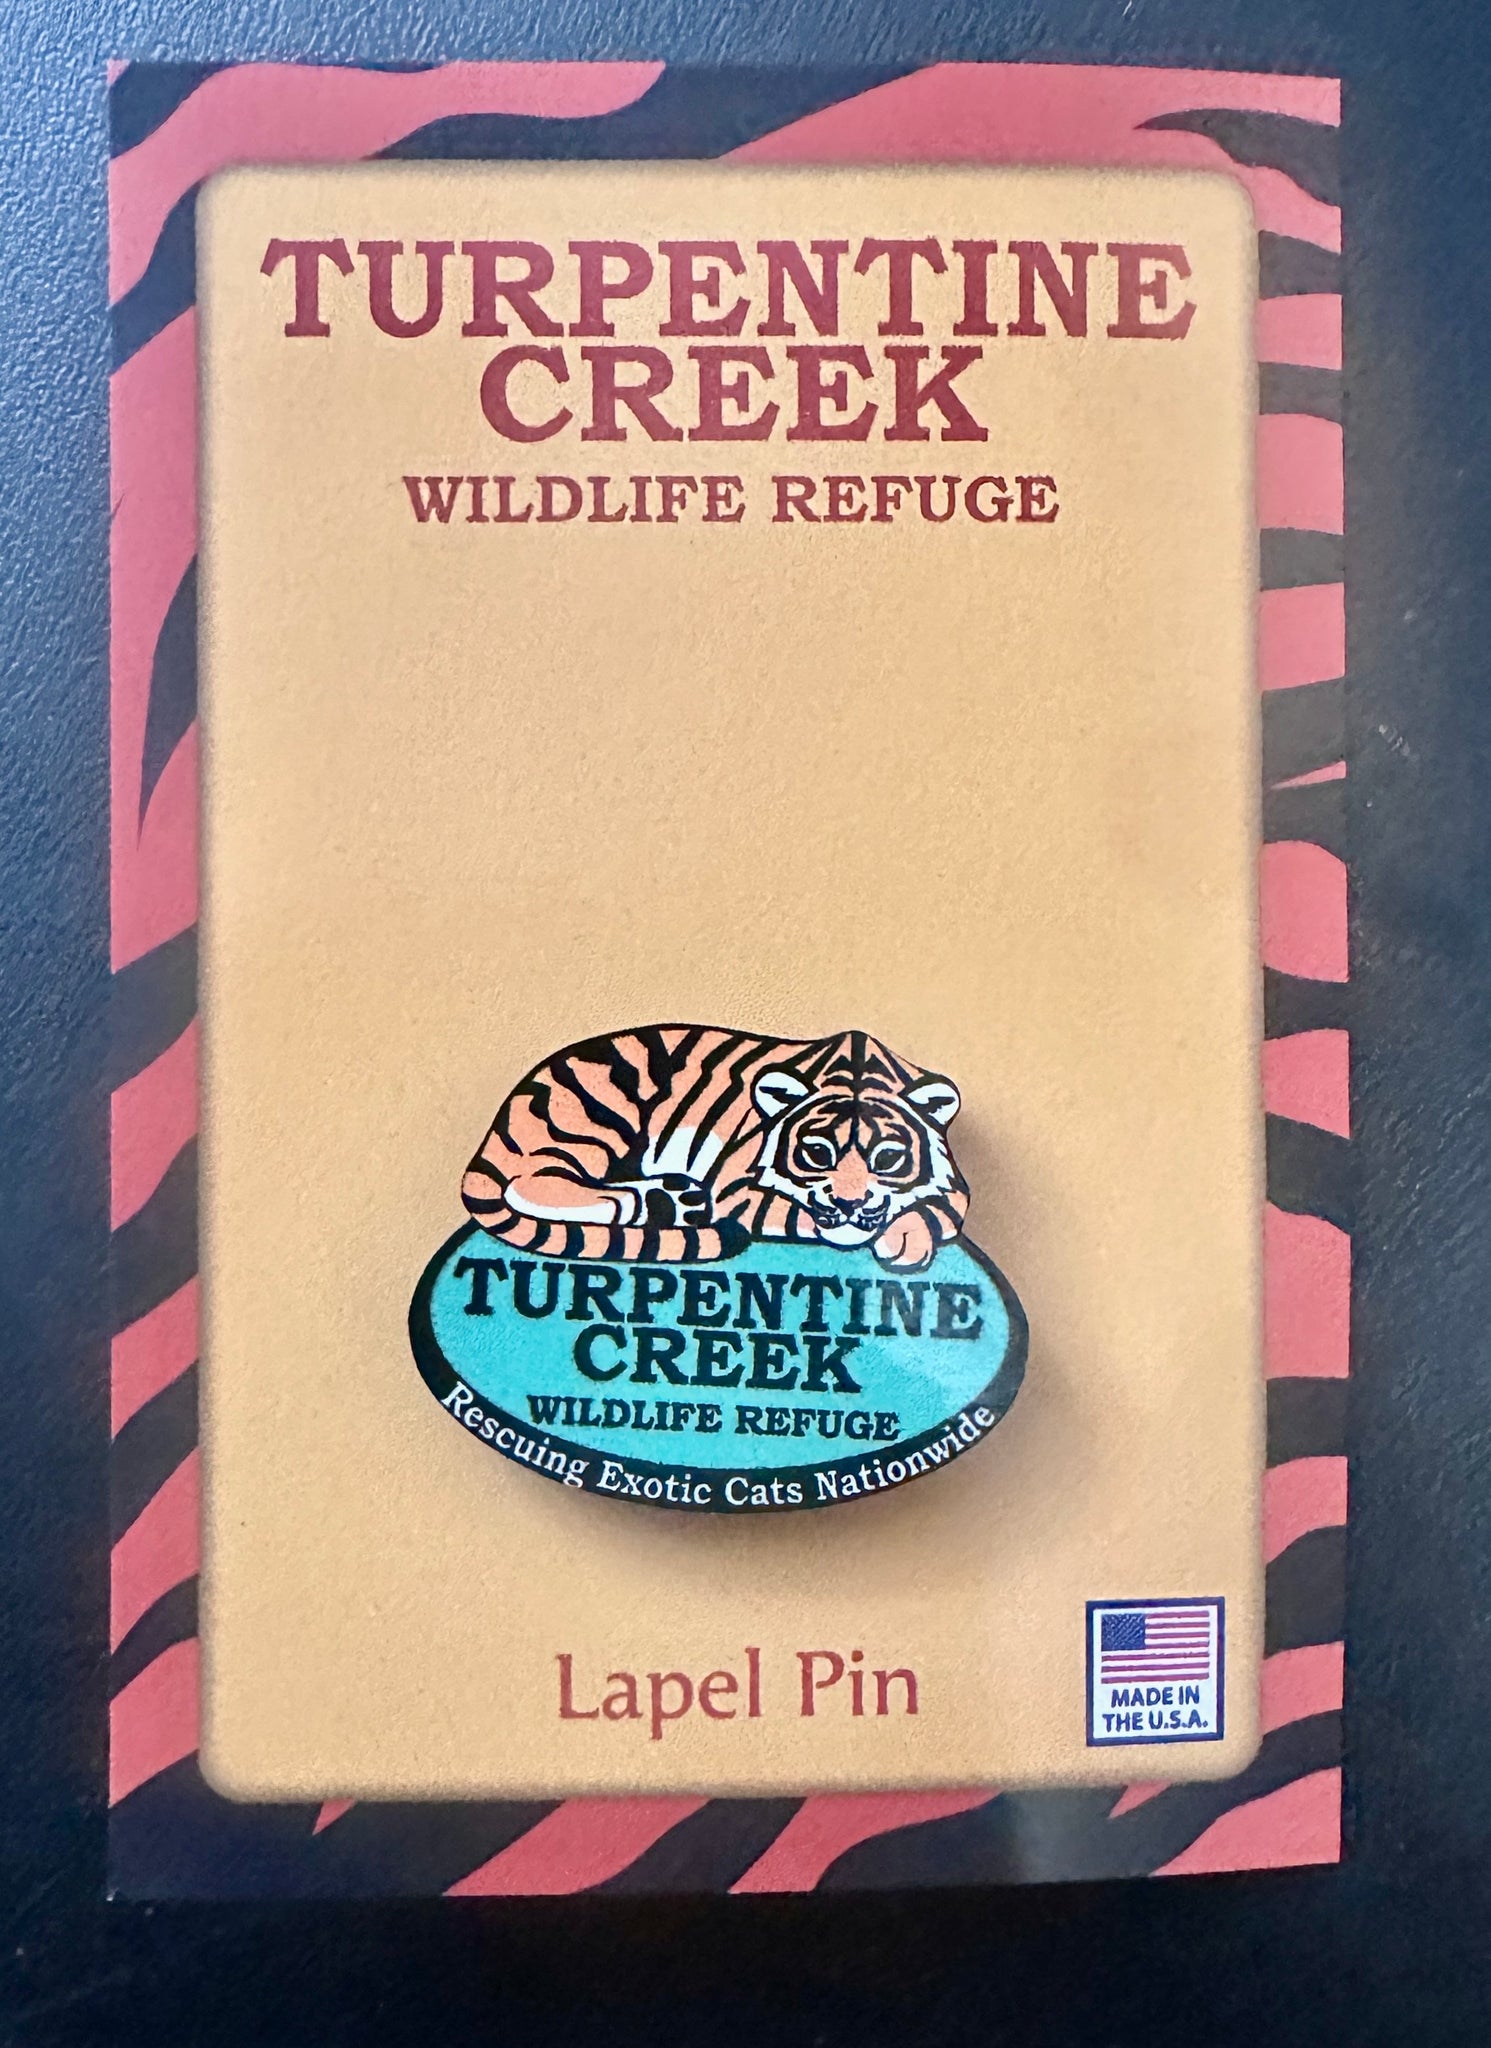 TURPENTINE
CREEK
WILDLIFE REFUGE
TURPENTINE
CREEK
WILDLIFE REFUGE
Rescuing Exotic Cats Nationwide
Lapel Pin
MADE IN
THE U.S.A.